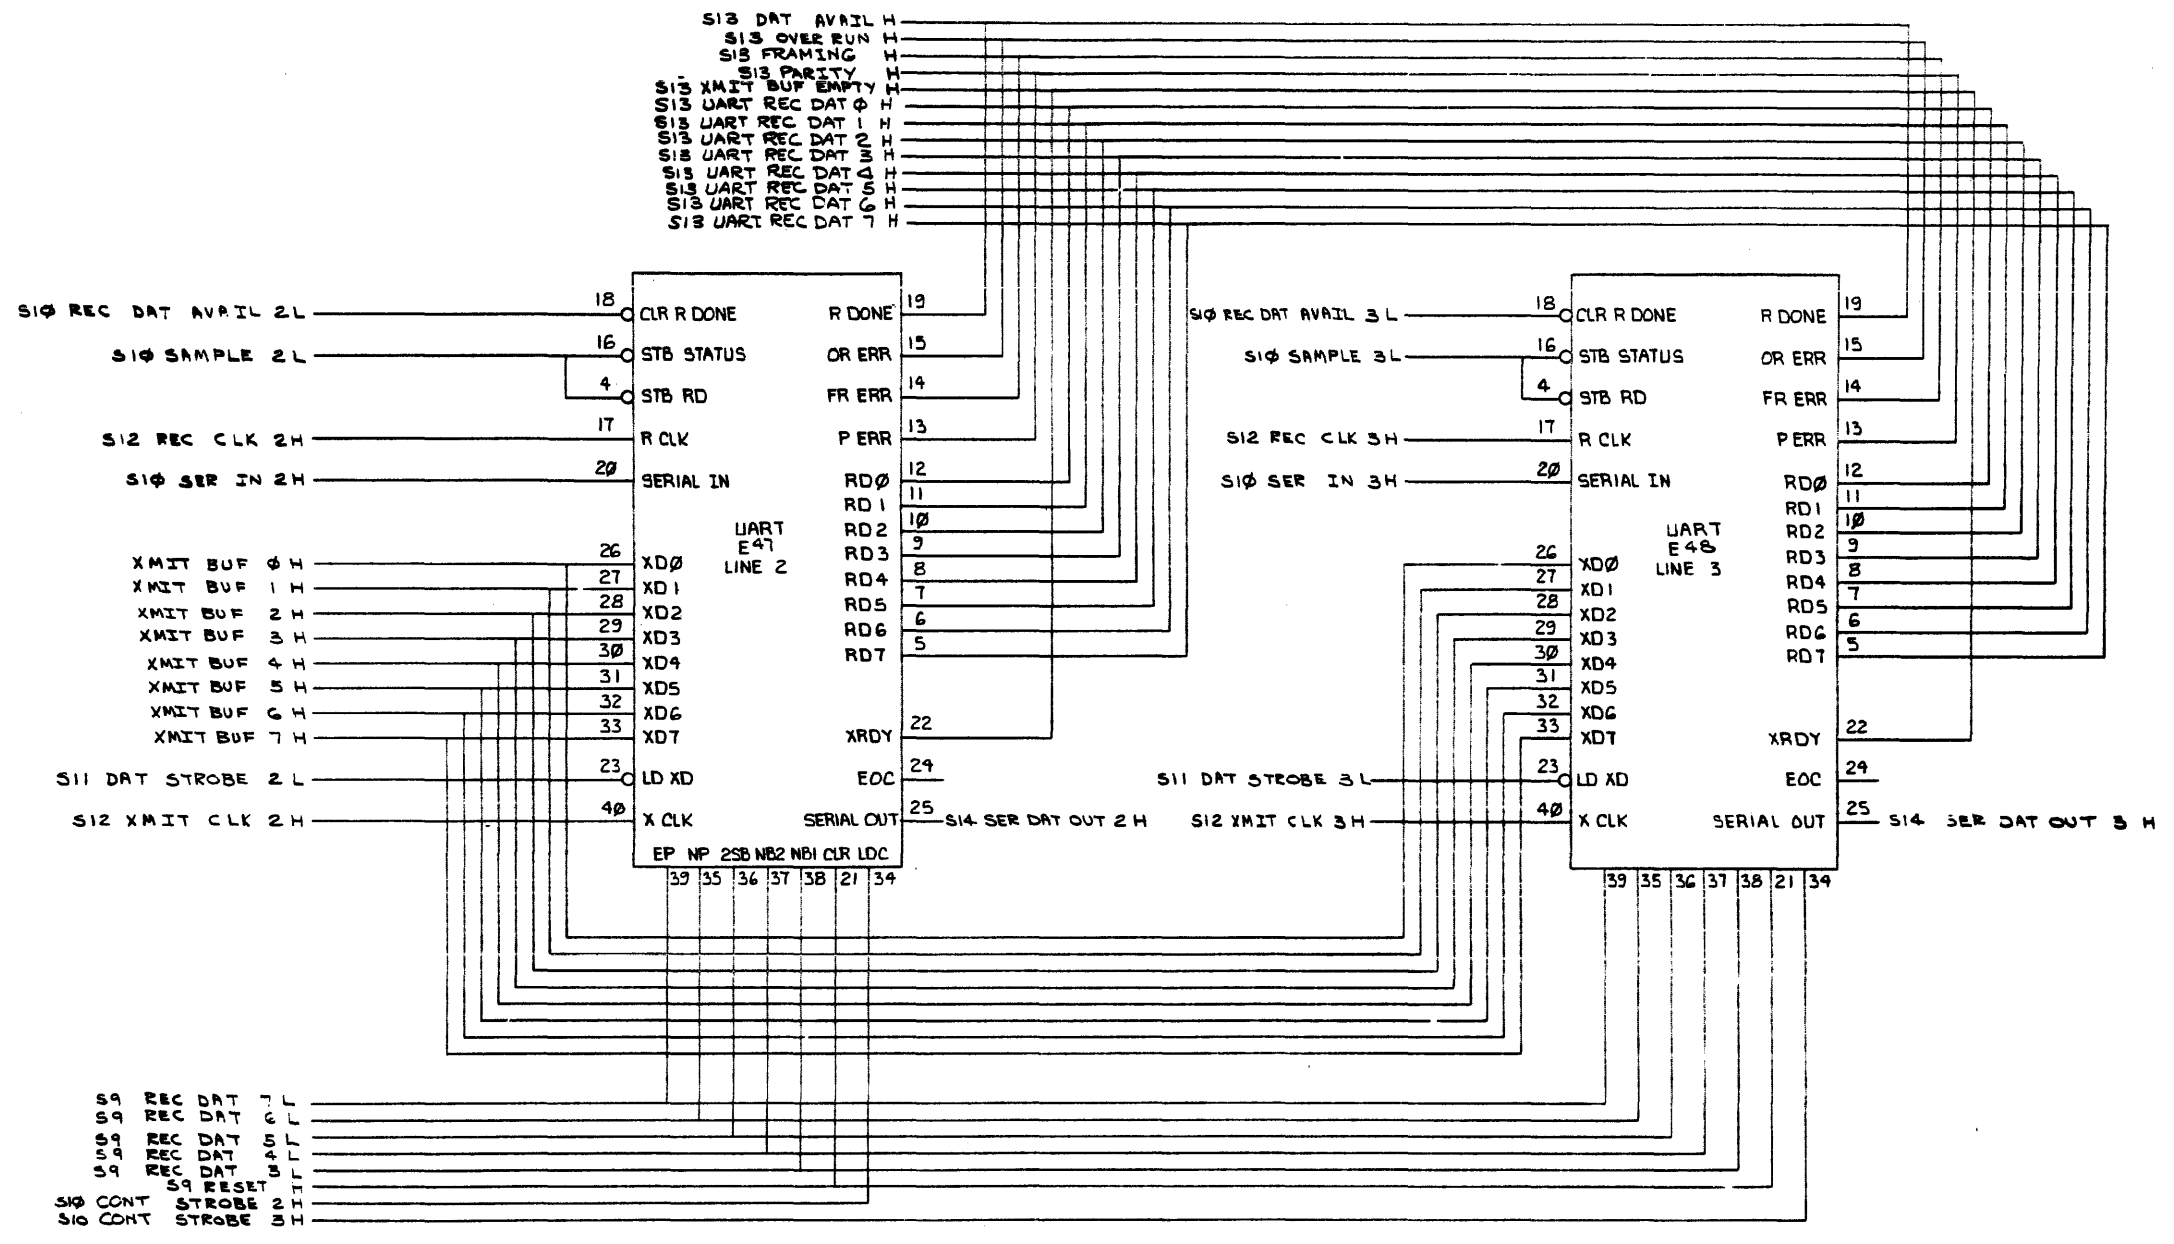 S13 DAT AVAIL H
S13 OVER RUN H
S13 FRAMING H
S13 PARITY H
S13 XMIT BUF EMPTY H
S13 UART REC DAT Ø H
S13 UART REC DAT 1 H
S13 UART REC DAT 2 H
S13 UART REC DAT 3 H
S13 UART REC DAT 4 H
S13 UART REC DAT 5 H
S13 UART REC DAT 6 H
S13 UART REC DAT 7 H
S1Ø REC DAT AVAIL 2 L
S1Ø SAMPLE 2 L
S12 REC CLK 2 H
S1Ø SER IN 2 H
XMIT BUF Ø H
XMIT BUF 1 H
XMIT BUF 2 H
XMIT BUF 3 H
XMIT BUF 4 H
XMIT BUF 5 H
XMIT BUF 6 H
XMIT BUF 7 H
S11 DAT STROBE 2 L
S12 XMIT CLK 2 H
18 CLR R DONE
16 STB STATUS
4 STB RD
17 R CLK
20 SERIAL IN
26 XDØ
27 XD1
28 XD2
29 XD3
3Ø XD4
31 XD5
32 XD6
33 XD7
23 LD XD
4Ø X CLK
UART
E47
LINE 2
R DONE 19
OR ERR 15
FR ERR 14
P ERR 13
RDØ 12
RD1 11
RD2 1Ø
RD3 9
RD4 8
RD5 7
RD6 6
RD7 5
XRDY 22
EOC 24
SERIAL OUT 25
S14 SER DAT OUT 2 H
EP NP 2SB NB2 NB1 CLR LDC
39 35 36 37 38 21 34
S1Ø REC DAT AVAIL 3 L
S1Ø SAMPLE 3 L
S12 REC CLK 3 H
S1Ø SER IN 3 H
S11 DAT STROBE 3 L
S12 XMIT CLK 3 H
18 CLR R DONE
16 STB STATUS
4 STB RD
17 R CLK
2Ø SERIAL IN
26 XDØ
27 XD1
28 XD2
29 XD3
3Ø XD4
31 XD5
32 XD6
33 XD7
23 LD XD
4Ø X CLK
UART
E48
LINE 3
R DONE 19
OR ERR 15
FR ERR 14
P ERR 13
RDØ 12
RD1 11
RD2 1Ø
RD3 9
RD4 8
RD5 7
RD6 6
RD7 5
XRDY 22
EOC 24
SERIAL OUT 25
S14 SER DAT OUT 3 H
39 35 36 37 38 21 34
S9 REC DAT 7 L
S9 REC DAT 6 L
S9 REC DAT 5 L
S9 REC DAT 4 L
S9 REC DAT 3 L
S9 RESET H
S1Ø CONT STROBE 2 H
S10 CONT STROBE 3 H